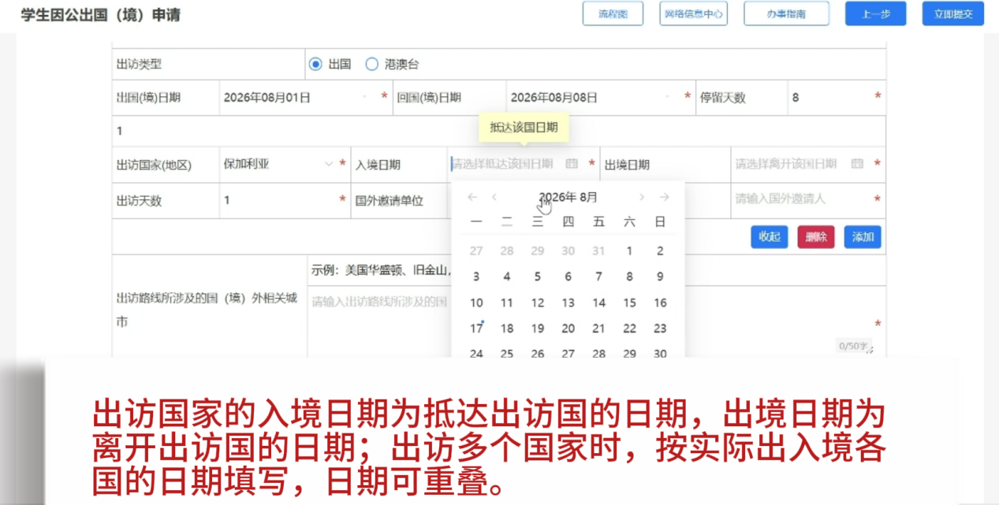 学生因公出国（境）申请
流程图 网络信息中心 办事指南 上一步 立即提交
出访类型 出国 港澳台
出国(境)日期 2026年08月01日 * 回国(境)日期 2026年08月08日 * 停留天数 8 *
1
抵达该国日期
出访国家(地区) 保加利亚 * 入境日期 请选择抵达该国日期 * 出境日期 请选择离开该国日期 *
出访天数 1 * 国外邀请单位 请输入国外邀请人 *
2026年 8月
一 二 三 四 五 六 日
27 28 29 30 31 1 2
3 4 5 6 7 8 9
10 11 12 13 14 15 16
17 18 19 20 21 22 23
24 25 26 27 28 29 30
收起 删除 添加
示例：美国华盛顿、旧金山,
出访路线所涉及的国（境）外相关城
市
请输入出访路线所涉及的国
*
0/50字
出访国家的入境日期为抵达出访国的日期，出境日期为
离开出访国的日期；出访多个国家时，按实际出入境各
国的日期填写，日期可重叠。